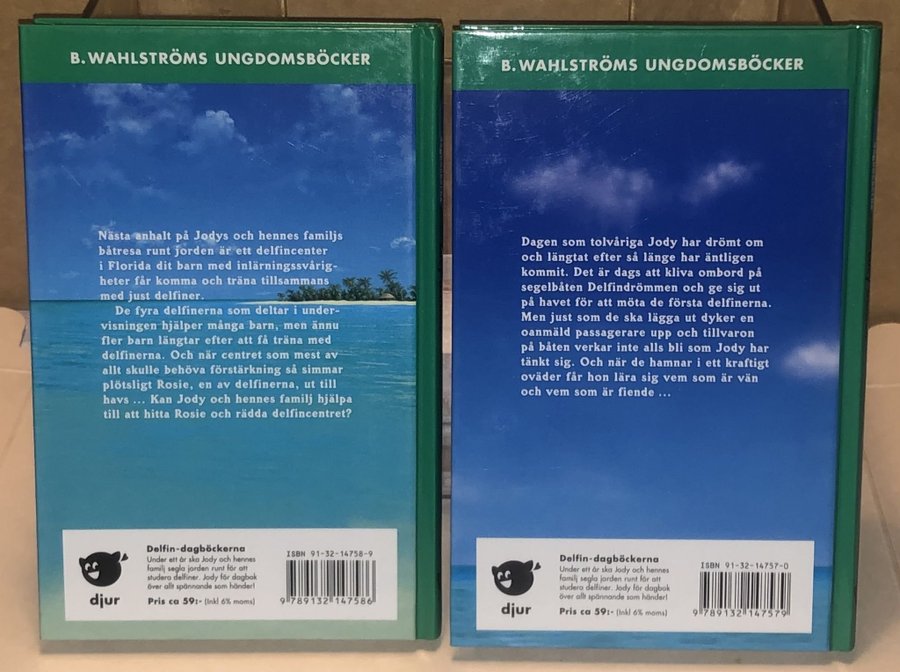 B. WAHLSTRÖMS UNGDOMSBÖCKER
Nästa anhalt på Jodys och hennes familjs
båtresa runt jorden är ett delfincenter
i Florida dit barn med inlärningssvårig-
heter får komma och träna tillsammans
med just delfiner.
De fyra delfinerna som deltar i under-
visningen hjälper många barn, men ännu
fler barn längtar efter att få träna med
delfinerna. Och när centret som mest av
allt skulle behöva förstärkning så simmar
plötsligt Rosie, en av delfinerna, ut till
havs ... Kan Jody och hennes familj hjälpa
till att hitta Rosie och rädda delfincentret?
djur
Delfin-dagböckerna
Under ett år ska Jody och hennes
familj segla jorden runt för att
studera delfiner. Jody för dagbok
över allt spännande som händer!
Pris ca 59:- (Inkl 6% moms)
ISBN 91-32-14758-9
9 789132 147586
B. WAHLSTRÖMS UNGDOMSBÖCKER
Dagen som tolvåriga Jody har drömt om
och längtat efter så länge har äntligen
kommit. Det är dags att kliva ombord på
segelbåten Delfindrömmen och ge sig ut
på havet för att möta de första delfinerna.
Men just som de ska lägga ut dyker en
oanmäld passagerare upp och tillvaron
på båten verkar inte alls bli som Jody har
tänkt sig. Och när de hamnar i ett kraftigt
oväder får hon lära sig vem som är vän
och vem som är fiende ...
djur
Delfin-dagböckerna
Under ett år ska Jody och hennes
familj segla jorden runt för att
studera delfiner. Jody för dagbok
över allt spännande som händer!
Pris ca 59:- (Inkl 6% moms)
ISBN 91-32-14757-0
9 789132 147579